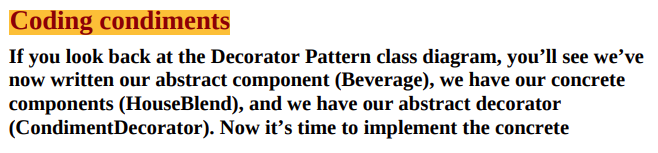 Coding condiments
If you look back at the Decorator Pattern class diagram, you’ll see we’ve
now written our abstract component (Beverage), we have our concrete
components (HouseBlend), and we have our abstract decorator
(CondimentDecorator). Now it’s time to implement the concrete